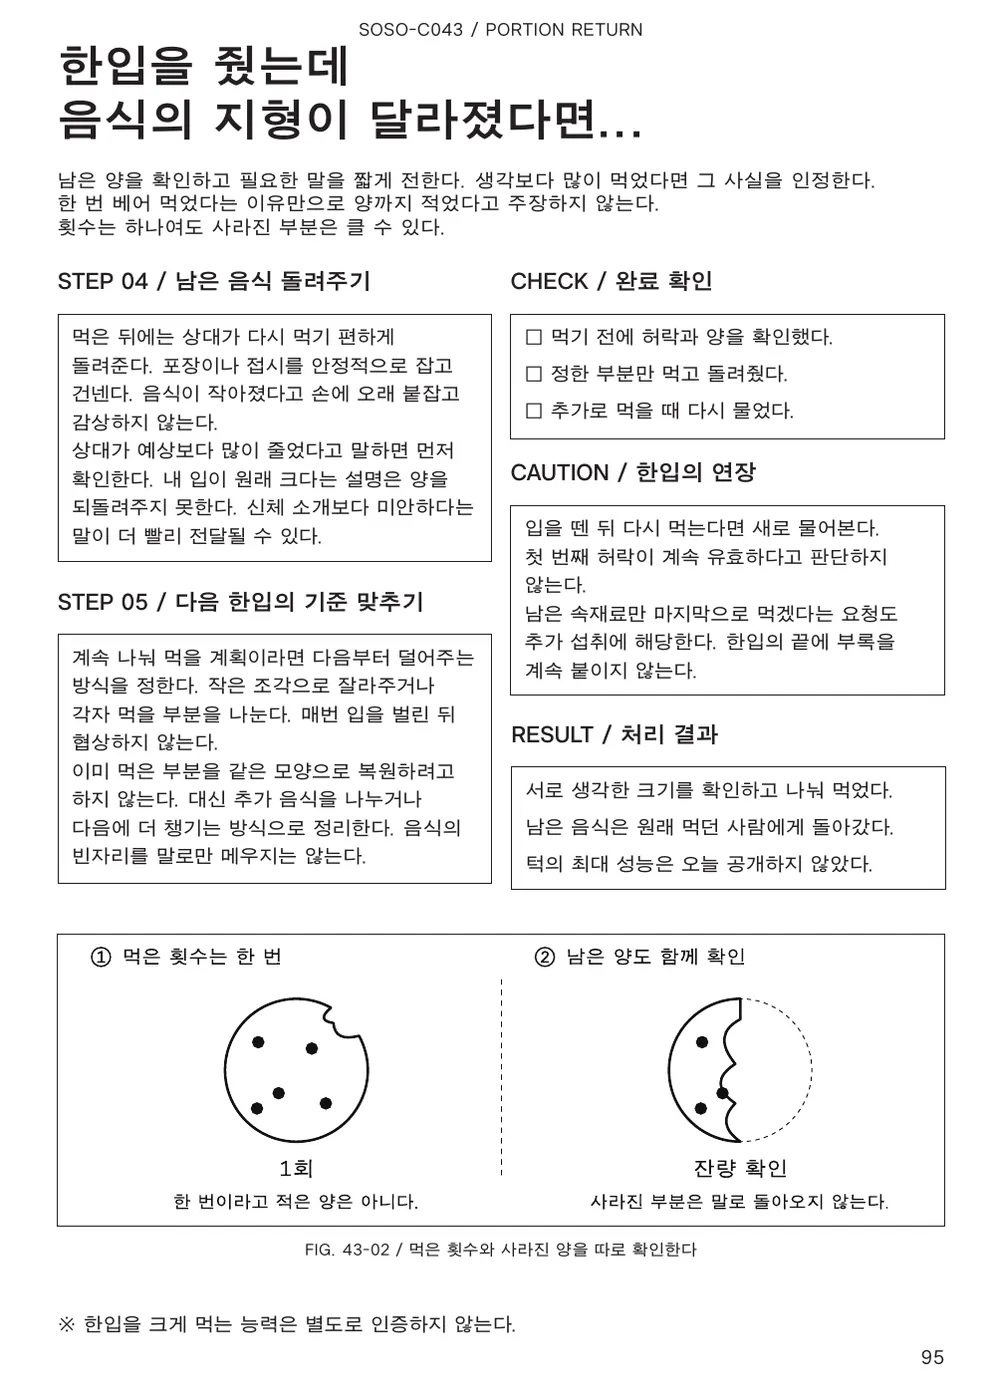 SOSO-C043 / PORTION RETURN
한입을 줬는데
음식의 지형이 달라졌다면...
남은 양을 확인하고 필요한 말을 짧게 전한다. 생각보다 많이 먹었다면 그 사실을 인정한다.
한 번 베어 먹었다는 이유만으로 양까지 적었다고 주장하지 않는다.
횟수는 하나여도 사라진 부분은 클 수 있다.
STEP 04 / 남은 음식 돌려주기
먹은 뒤에는 상대가 다시 먹기 편하게
돌려준다. 포장이나 접시를 안정적으로 잡고
건넨다. 음식이 작아졌다고 손에 오래 붙잡고
감상하지 않는다.
상대가 예상보다 많이 줄었다고 말하면 먼저
확인한다. 내 입이 원래 크다는 설명은 양을
되돌려주지 못한다. 신체 소개보다 미안하다는
말이 더 빨리 전달될 수 있다.
STEP 05 / 다음 한입의 기준 맞추기
계속 나눠 먹을 계획이라면 다음부터 덜어주는
방식을 정한다. 작은 조각으로 잘라주거나
각자 먹을 부분을 나눈다. 매번 입을 벌린 뒤
협상하지 않는다.
이미 먹은 부분을 같은 모양으로 복원하려고
하지 않는다. 대신 추가 음식을 나누거나
다음에 더 챙기는 방식으로 정리한다. 음식의
빈자리를 말로만 메우지는 않는다.
CHECK / 완료 확인
□ 먹기 전에 허락과 양을 확인했다.
□ 정한 부분만 먹고 돌려줬다.
□ 추가로 먹을 때 다시 물었다.
CAUTION / 한입의 연장
입을 뗀 뒤 다시 먹는다면 새로 물어본다.
첫 번째 허락이 계속 유효하다고 판단하지
않는다.
남은 속재료만 마지막으로 먹겠다는 요청도
추가 섭취에 해당한다. 한입의 끝에 부록을
계속 붙이지 않는다.
RESULT / 처리 결과
서로 생각한 크기를 확인하고 나눠 먹었다.
남은 음식은 원래 먹던 사람에게 돌아갔다.
턱의 최대 성능은 오늘 공개하지 않았다.
① 먹은 횟수는 한 번
1회
한 번이라고 적은 양은 아니다.
② 남은 양도 함께 확인
잔량 확인
사라진 부분은 말로 돌아오지 않는다.
FIG. 43-02 / 먹은 횟수와 사라진 양을 따로 확인한다
※ 한입을 크게 먹는 능력은 별도로 인증하지 않는다.
95